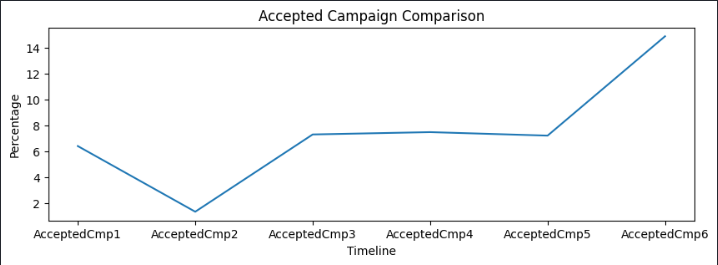 Accepted Campaign Comparison
14
12
10
8
6
4
2
Percentage
AcceptedCmp1 AcceptedCmp2 AcceptedCmp3 AcceptedCmp4 AcceptedCmp5 AcceptedCmp6
Timeline